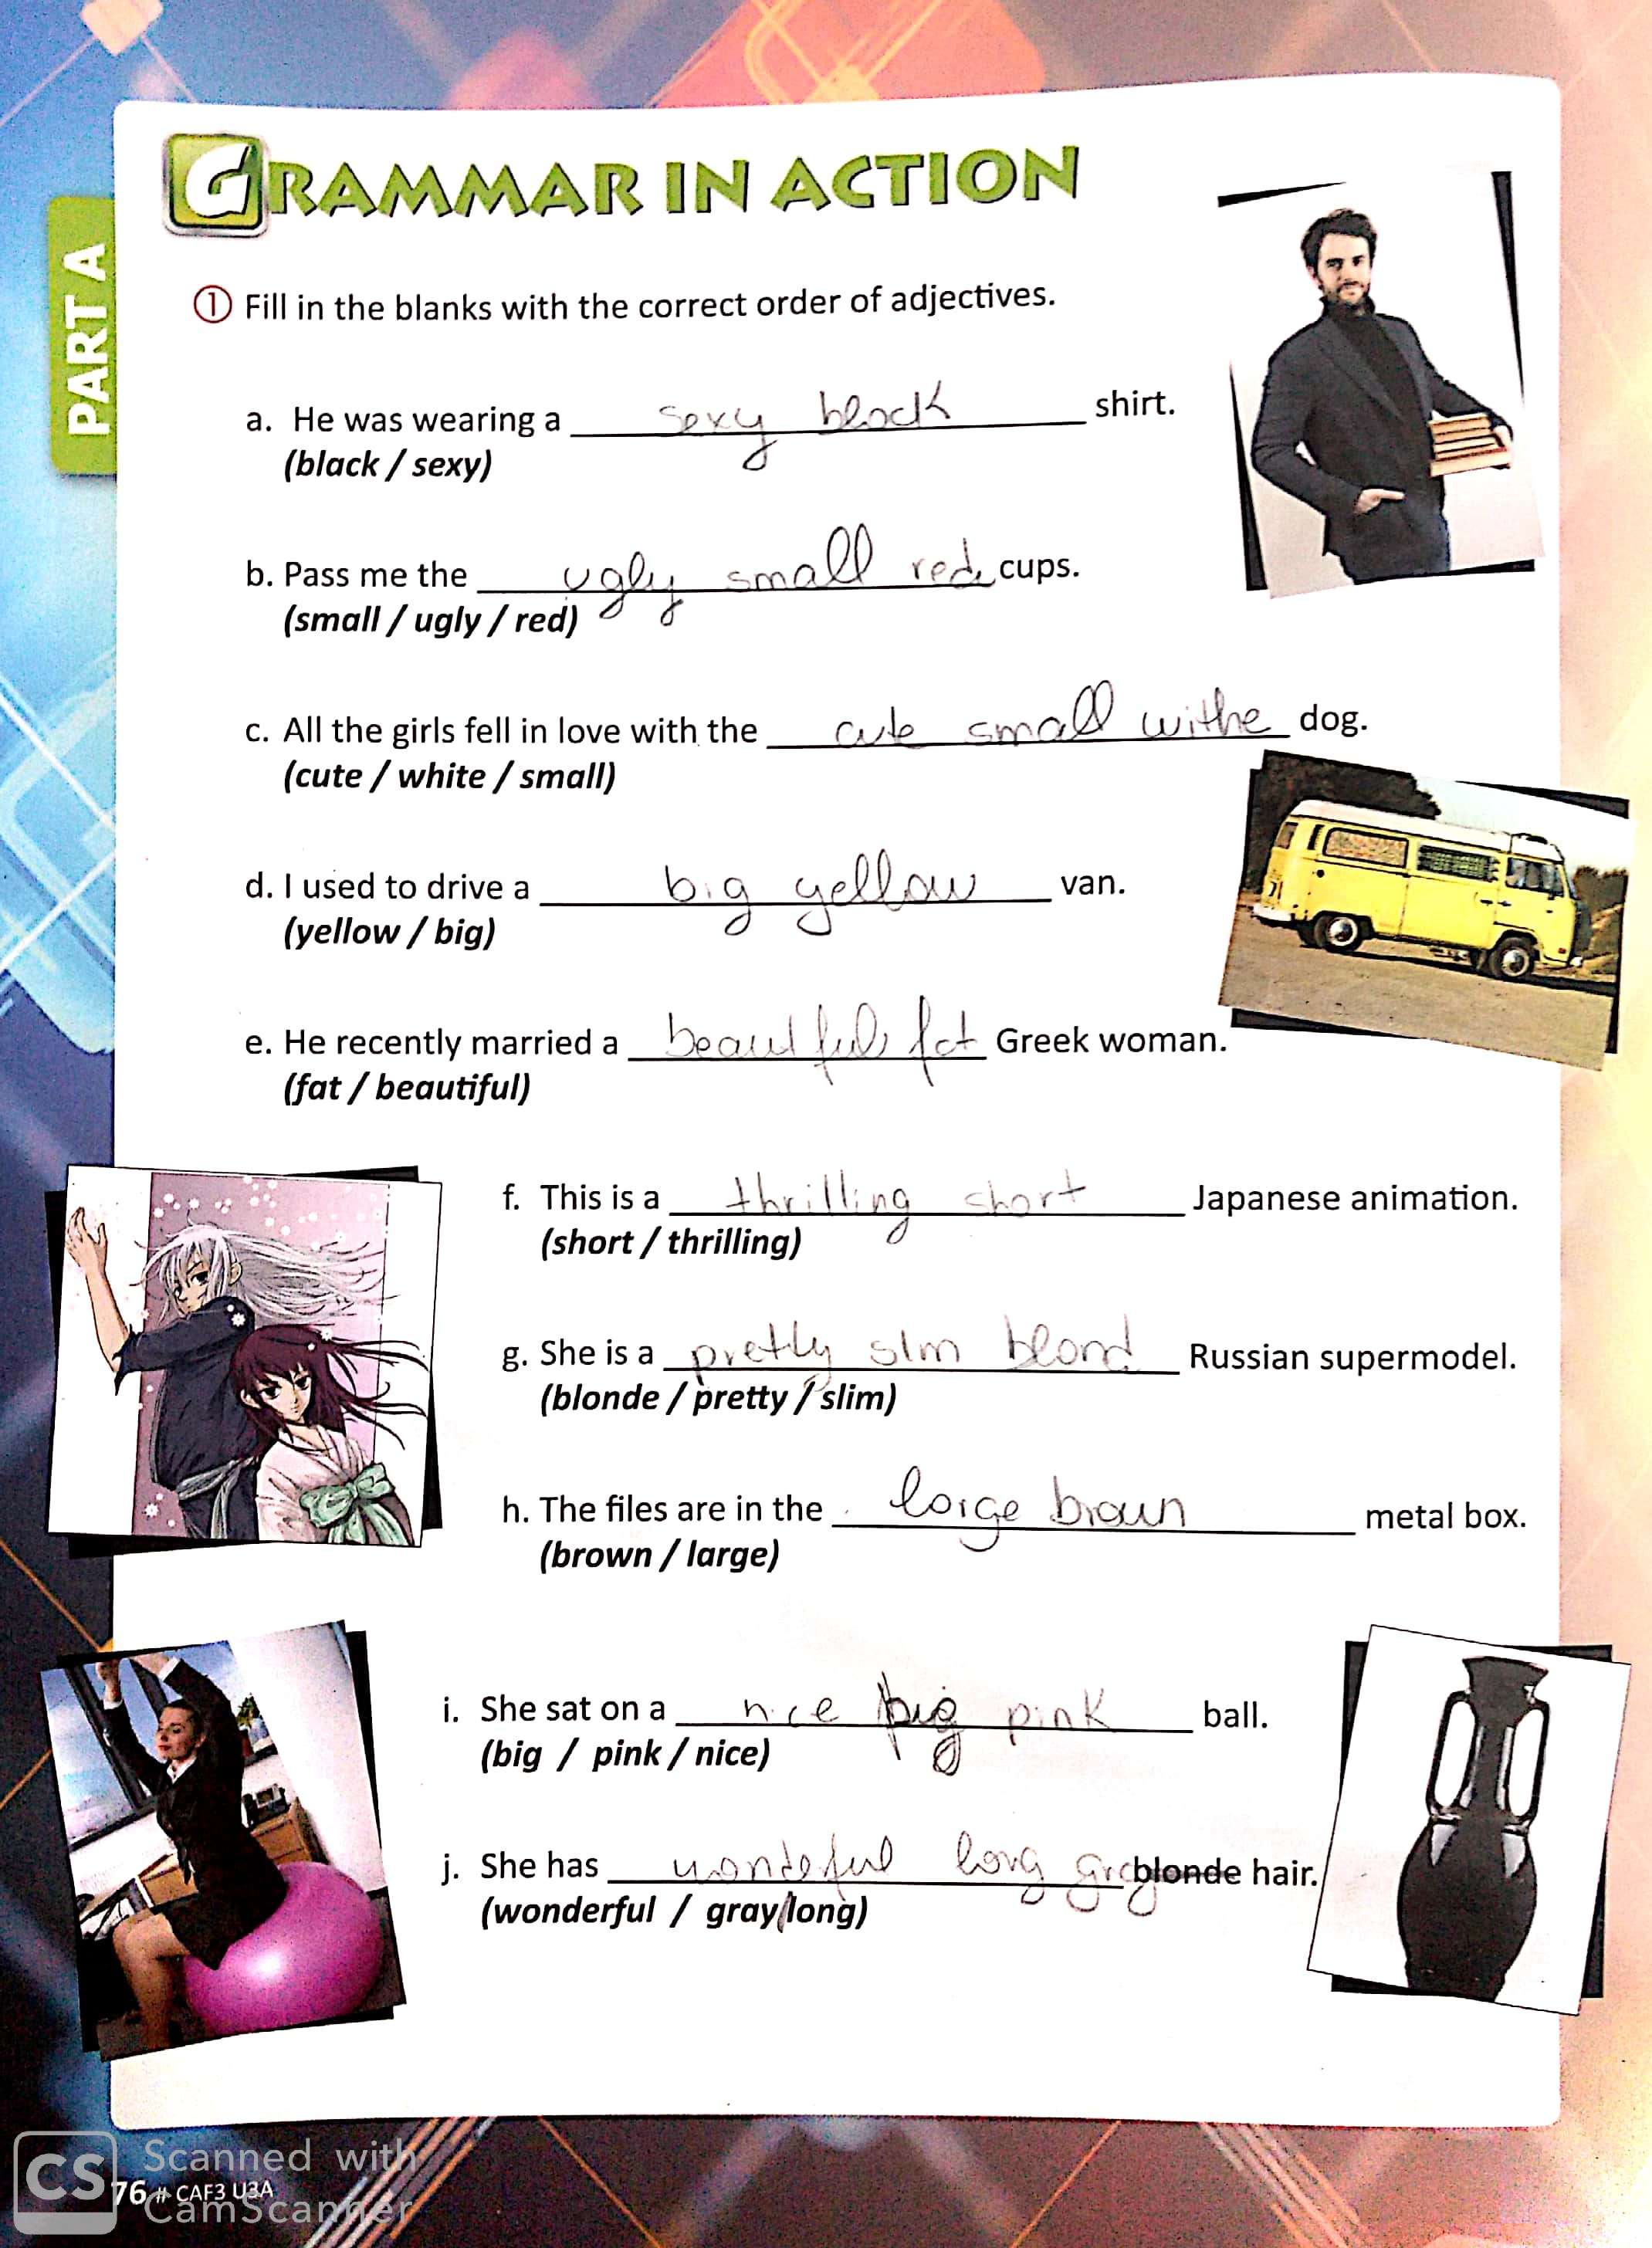 GRAMMAR IN ACTION
PART A
① Fill in the blanks with the correct order of adjectives.
a. He was wearing a sexy black shirt.
(black / sexy)
b. Pass me the ugly small red cups.
(small / ugly / red)
c. All the girls fell in love with the cute small withe dog.
(cute / white / small)
d. I used to drive a big yellow van.
(yellow / big)
e. He recently married a beautiful fat Greek woman.
(fat / beautiful)
f. This is a thrilling short Japanese animation.
(short / thrilling)
g. She is a pretty slm blond Russian supermodel.
(blonde / pretty / slim)
h. The files are in the large broun metal box.
(brown / large)
i. She sat on a nice big pink ball.
(big / pink / nice)
j. She has wondeful long gray blonde hair.
(wonderful / gray/long)
CS Scanned with
CamScanner
76 # CAF3 U3A